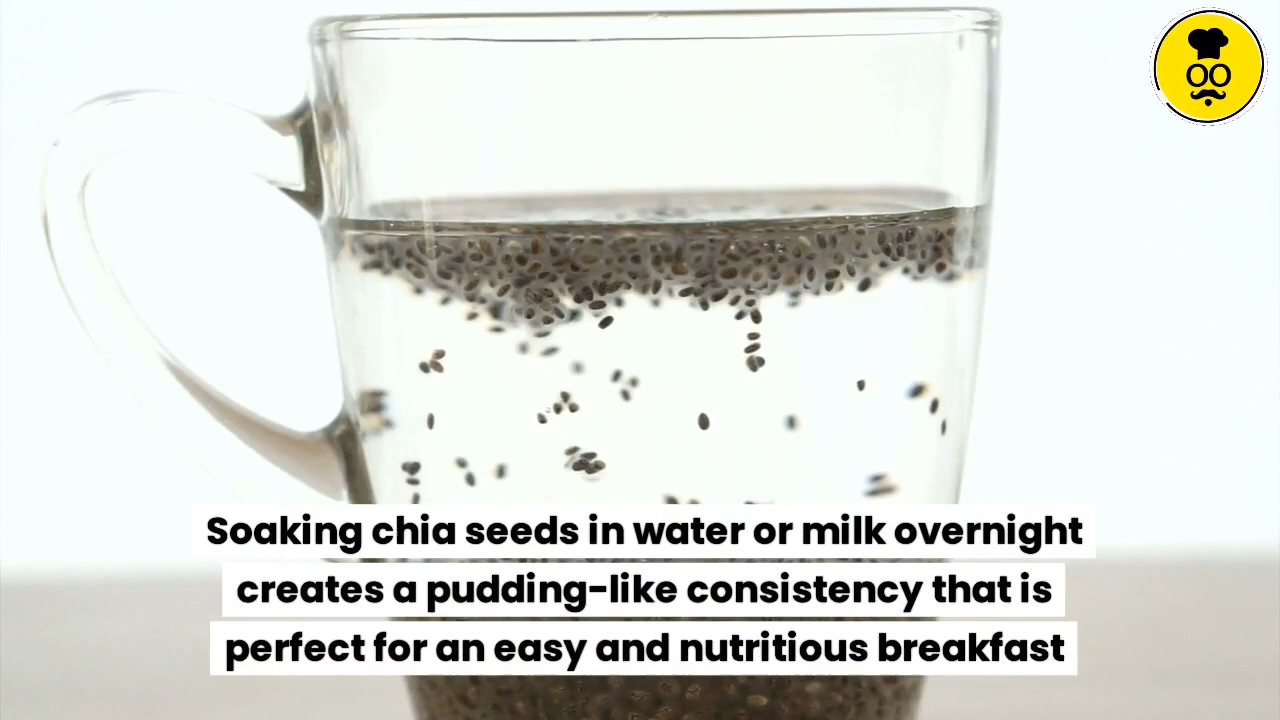 Soaking chia seeds in water or milk overnight
creates a pudding-like consistency that is
perfect for an easy and nutritious breakfast